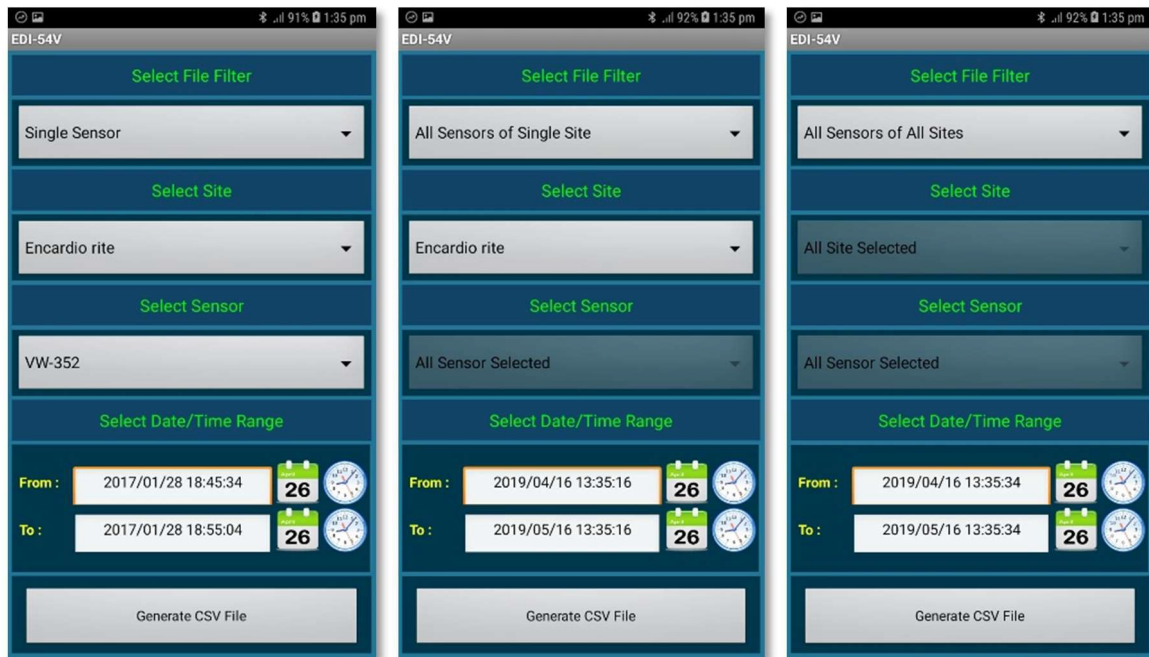 91% 1:35 pm
EDI-54V
Select File Filter
Single Sensor
Select Site
Encardio rite
Select Sensor
VW-352
Select Date/Time Range
From : 2017/01/28 18:45:34 26
To : 2017/01/28 18:55:04 26
Generate CSV File
92% 1:35 pm
EDI-54V
Select File Filter
All Sensors of Single Site
Select Site
Encardio rite
Select Sensor
All Sensor Selected
Select Date/Time Range
From : 2019/04/16 13:35:16 26
To : 2019/05/16 13:35:16 26
Generate CSV File
92% 1:35 pm
EDI-54V
Select File Filter
All Sensors of All Sites
Select Site
All Site Selected
Select Sensor
All Sensor Selected
Select Date/Time Range
From : 2019/04/16 13:35:34 26
To : 2019/05/16 13:35:34 26
Generate CSV File